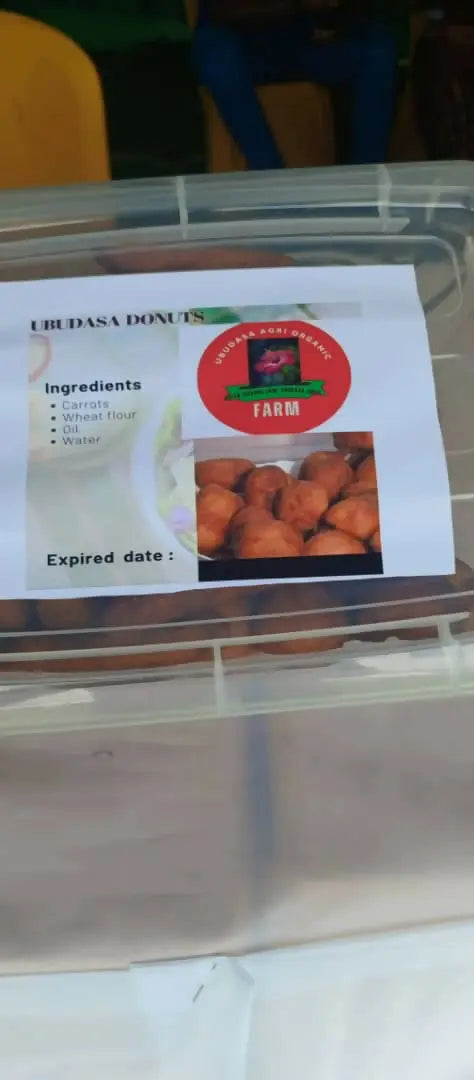 UBUDASA DONUTS
UBUDASA AGRI ORGANIC
FARM
Ingredients
• Carrots
• Wheat flour
• Oil
• Water
Expired date :